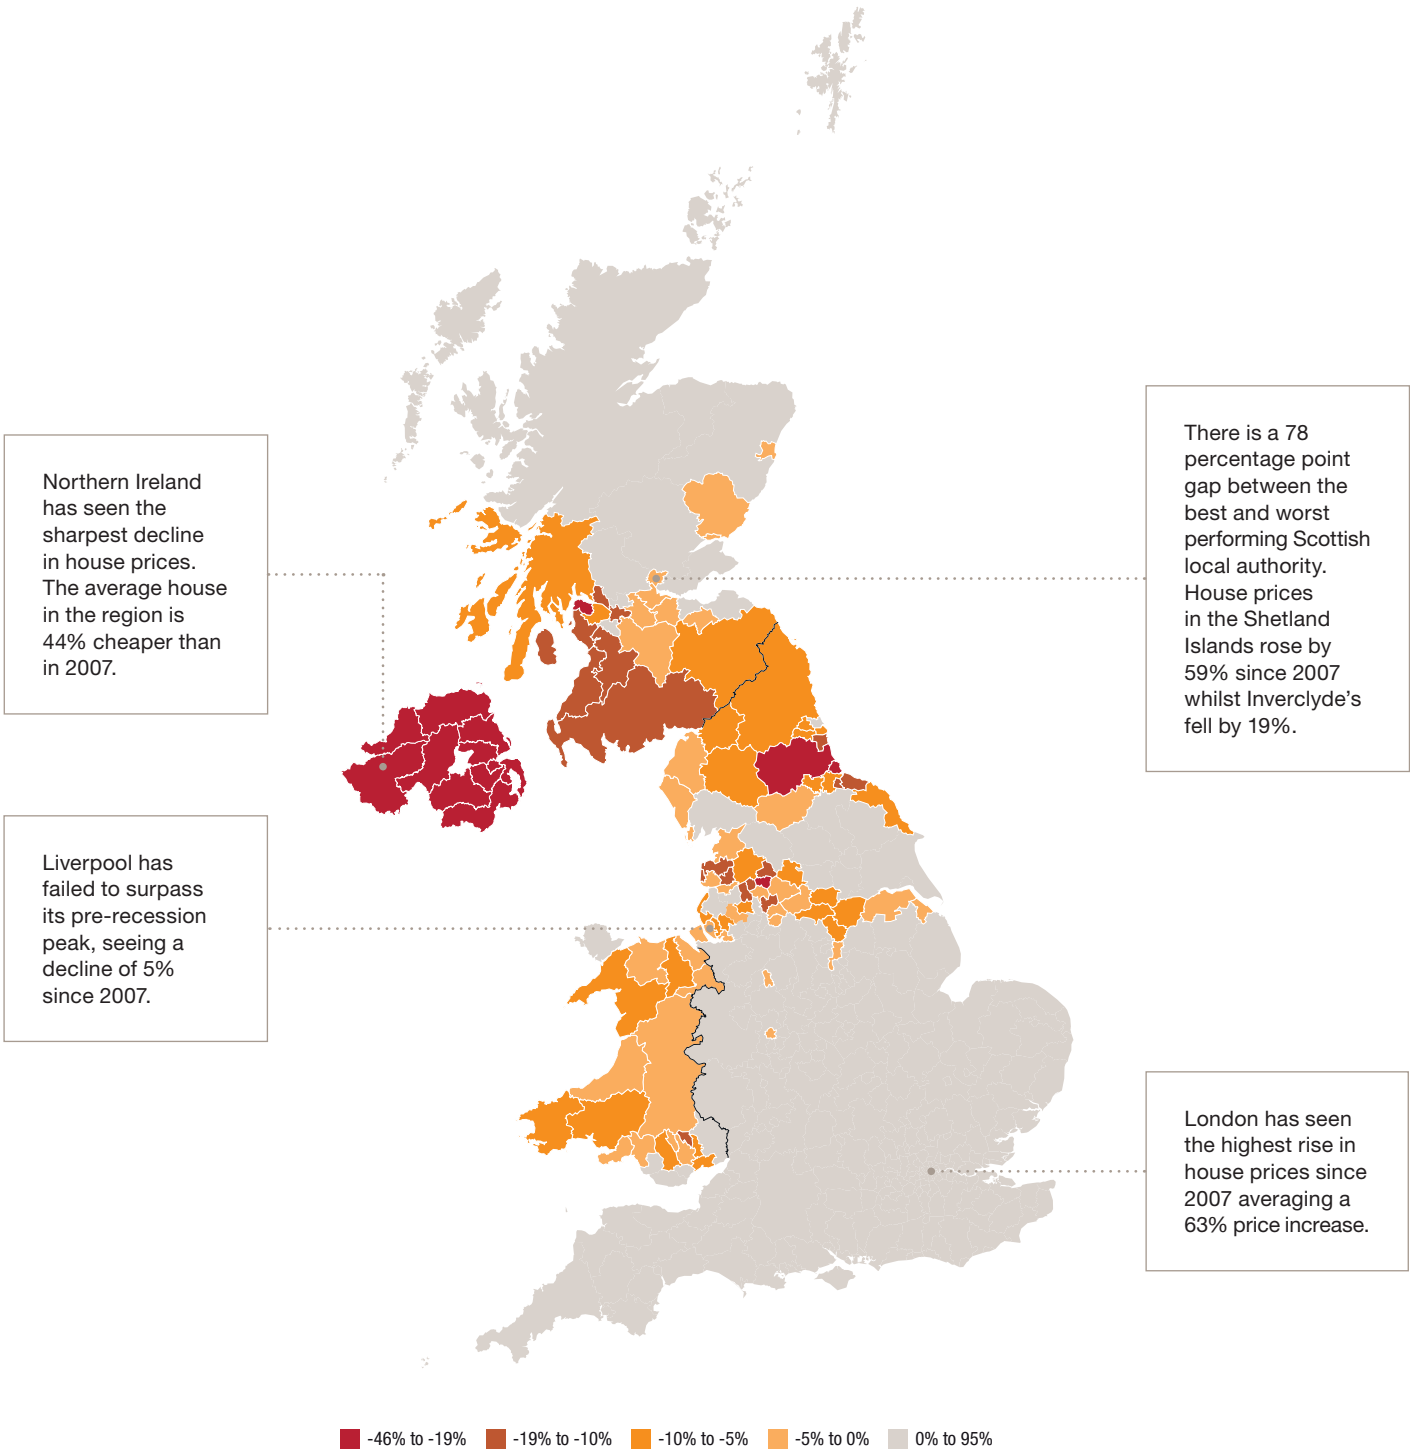 There is a 78
percentage point
gap between the
best and worst
performing Scottish
local authority.
House prices
in the Shetland
Islands rose by
59% since 2007
whilst Inverclyde’s
fell by 19%.
Northern Ireland
has seen the
sharpest decline
in house prices.
The average house
in the region is
44% cheaper than
in 2007.
Liverpool has
failed to surpass
its pre-recession
peak, seeing a
decline of 5%
since 2007.
London has seen
the highest rise in
house prices since
2007 averaging a
63% price increase.
-46% to -19% -19% to -10% -10% to -5% -5% to 0% 0% to 95%